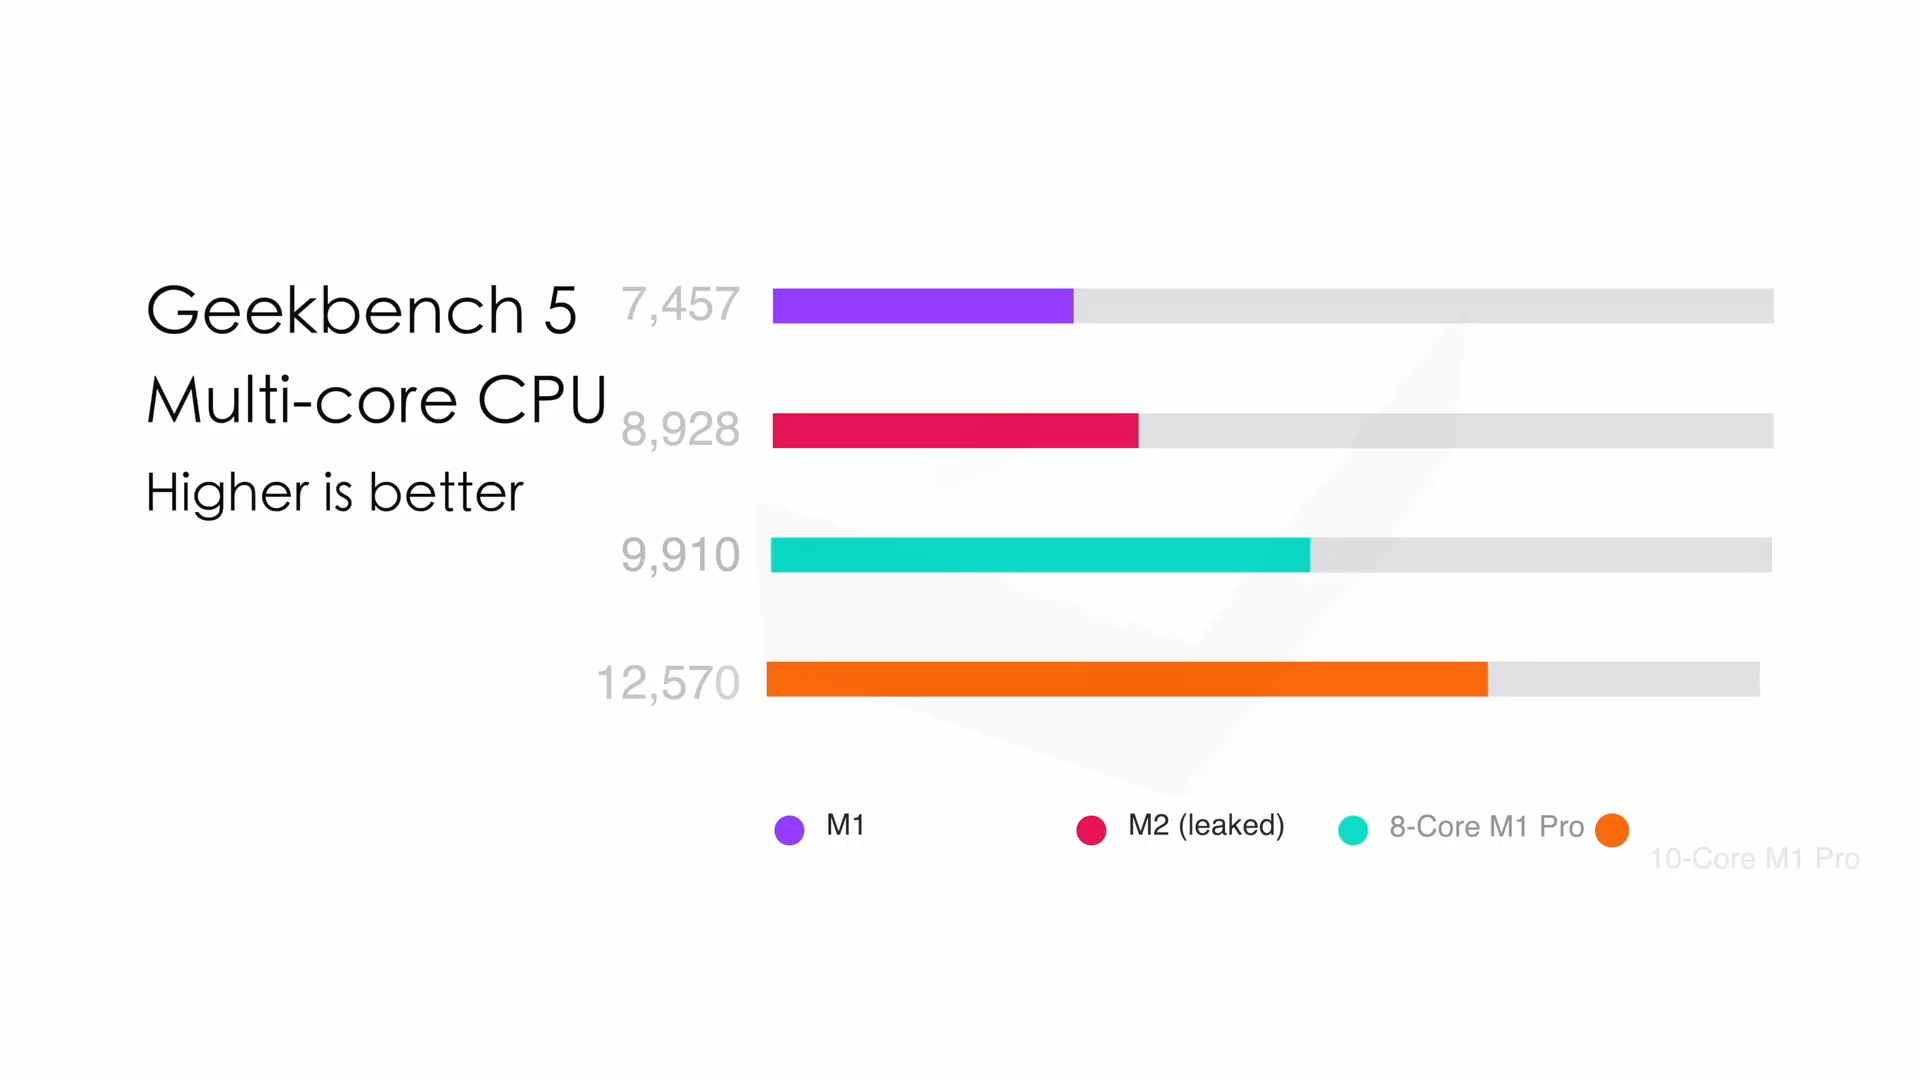 Geekbench 5
Multi-core CPU
Higher is better
7,457
8,928
9,910
12,570
M1
M2 (leaked)
8-Core M1 Pro
10-Core M1 Pro